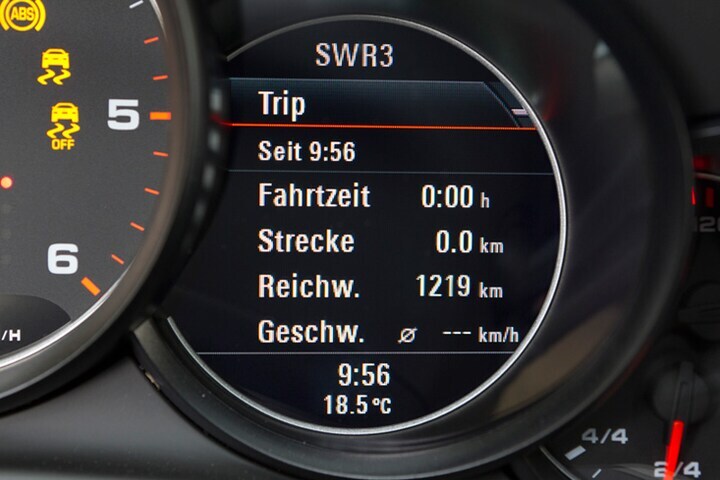 ABS
OFF
5
6
/H
SWR3
Trip
Seit 9:56
Fahrtzeit 0:00 h
Strecke 0.0 km
Reichw. 1219 km
Geschw. ⌀ --- km/h
9:56
18.5°C
4/4
2/4